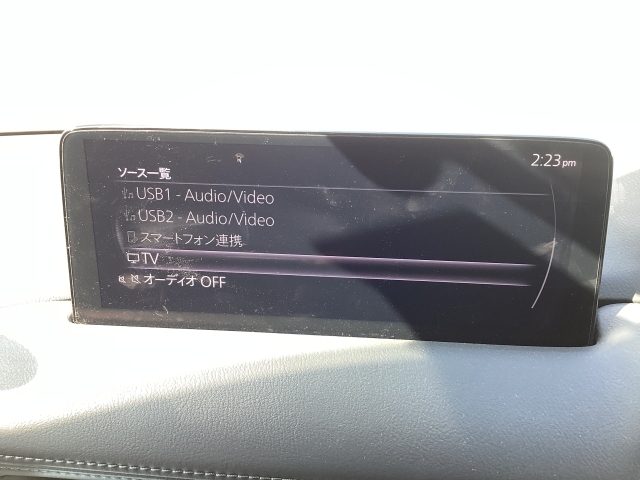 2:23pm
ソース一覧
USB1 - Audio/Video
USB2 - Audio/Video
スマートフォン連携
TV
オーディオ OFF